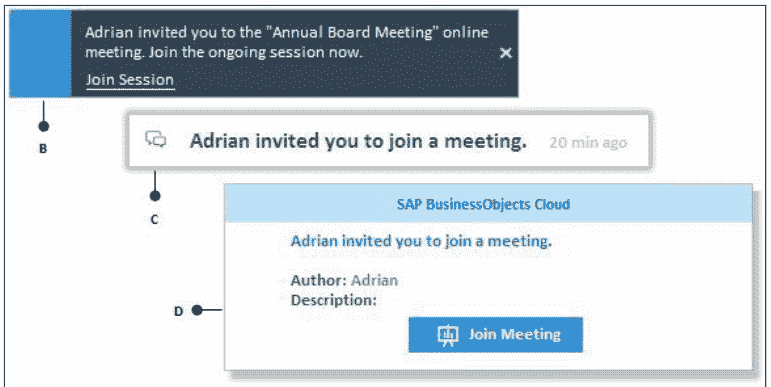 Adrian invited you to the "Annual Board Meeting" online
meeting. Join the ongoing session now.
Join Session
B
Adrian invited you to join a meeting. 20 min ago
C
SAP BusinessObjects Cloud
Adrian invited you to join a meeting.
Author: Adrian
Description:
D
Join Meeting